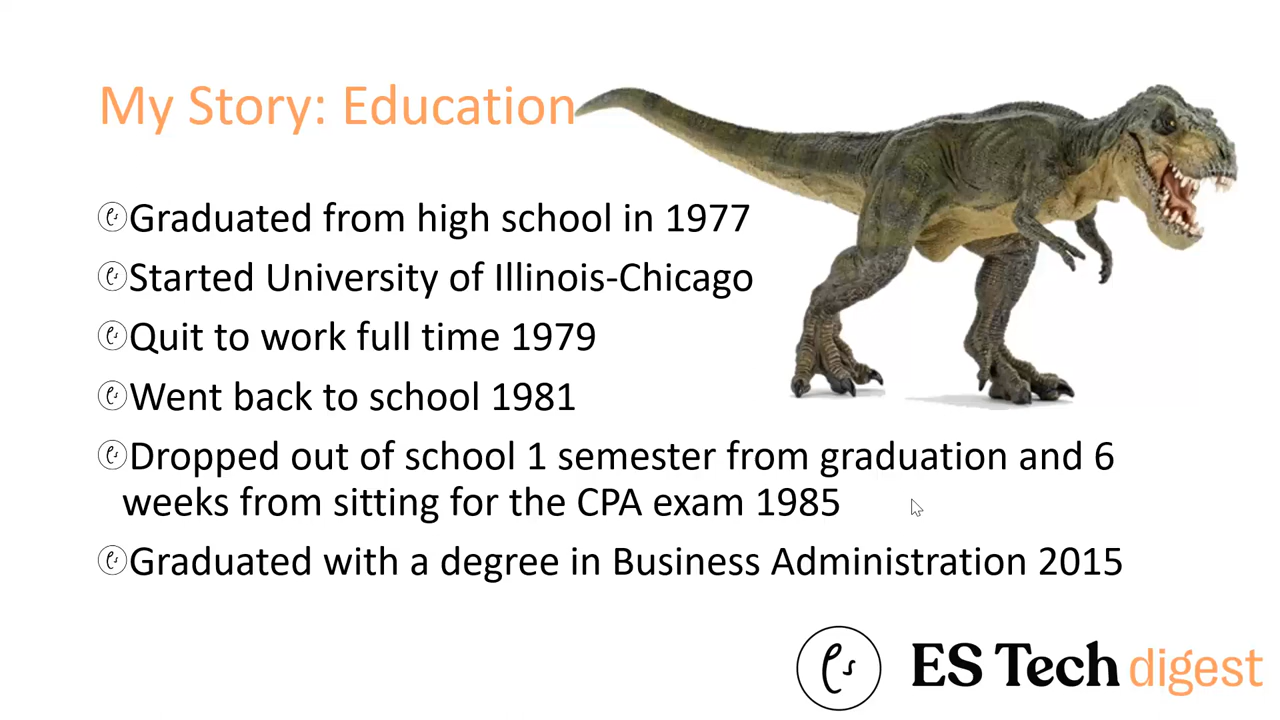 My Story: Education
Graduated from high school in 1977
Started University of Illinois-Chicago
Quit to work full time 1979
Went back to school 1981
Dropped out of school 1 semester from graduation and 6
weeks from sitting for the CPA exam 1985
Graduated with a degree in Business Administration 2015
es ES Tech digest